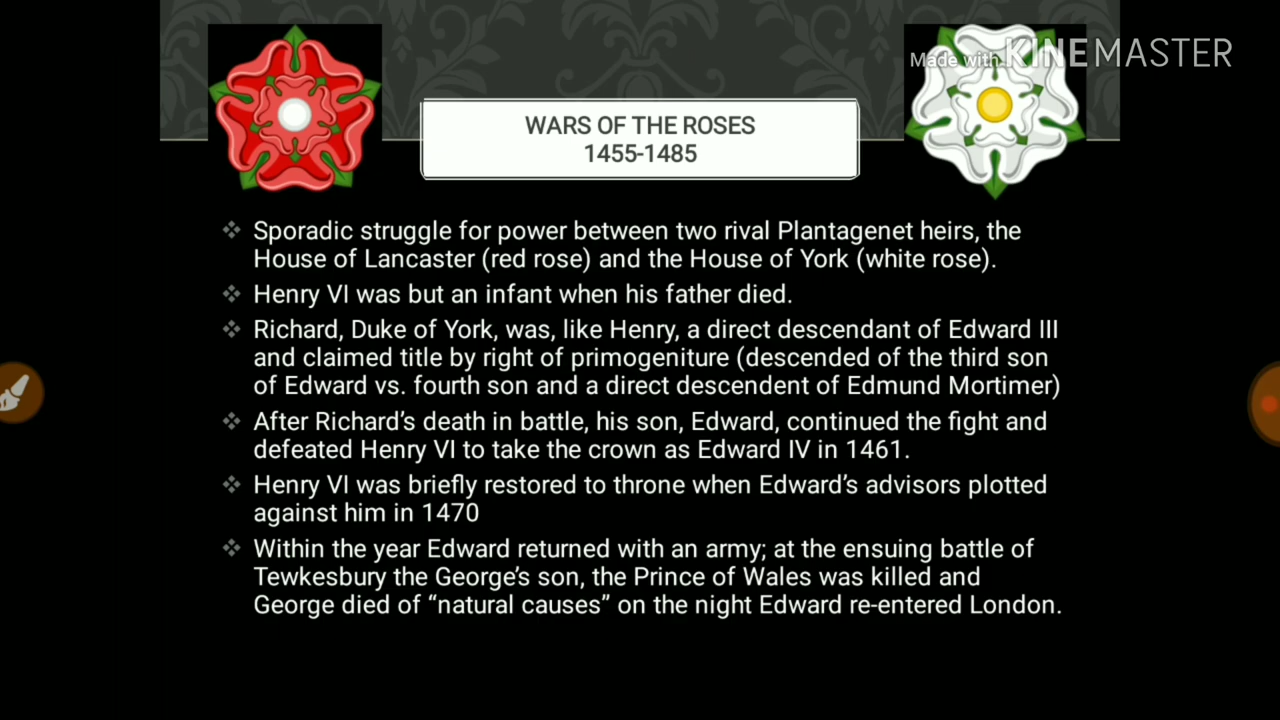 Made with KINEMASTER
WARS OF THE ROSES
1455-1485
❖ Sporadic struggle for power between two rival Plantagenet heirs, the
House of Lancaster (red rose) and the House of York (white rose).
❖ Henry VI was but an infant when his father died.
❖ Richard, Duke of York, was, like Henry, a direct descendant of Edward III
and claimed title by right of primogeniture (descended of the third son
of Edward vs. fourth son and a direct descendent of Edmund Mortimer)
❖ After Richard’s death in battle, his son, Edward, continued the fight and
defeated Henry VI to take the crown as Edward IV in 1461.
❖ Henry VI was briefly restored to throne when Edward’s advisors plotted
against him in 1470
❖ Within the year Edward returned with an army; at the ensuing battle of
Tewkesbury the George’s son, the Prince of Wales was killed and
George died of “natural causes” on the night Edward re-entered London.